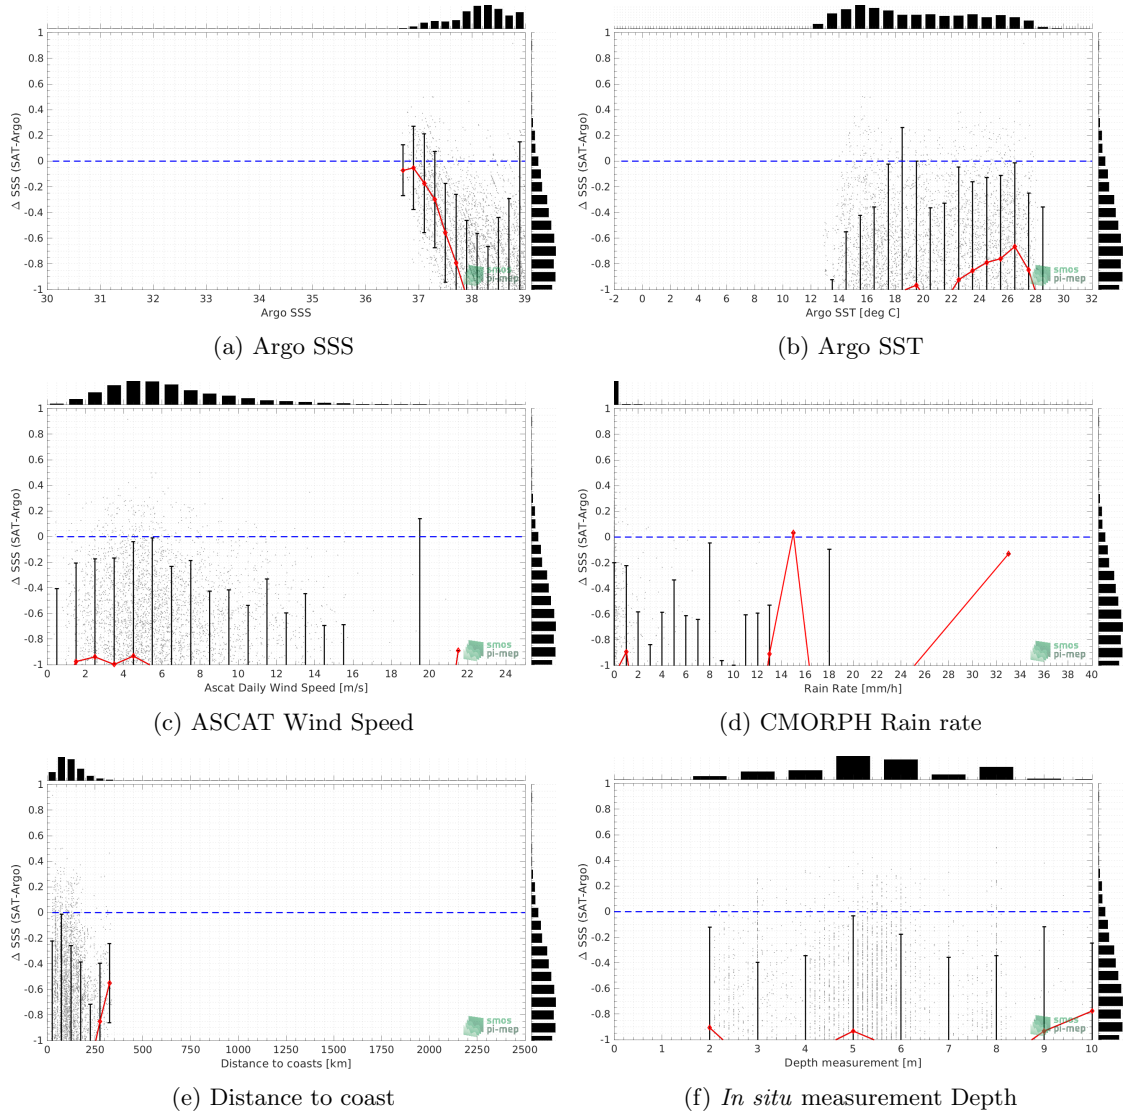 1
0.8
0.6
0.4
0.2
0
-0.2
-0.4
-0.6
-0.8
-1
Δ SSS (SAT-Argo)
30 31 32 33 34 35 36 37 38 39
Argo SSS
smos
pi-mep
(a) Argo SSS
1
0.8
0.6
0.4
0.2
0
-0.2
-0.4
-0.6
-0.8
-1
Δ SSS (SAT-Argo)
-2 0 2 4 6 8 10 12 14 16 18 20 22 24 26 28 30 32
Argo SST [deg C]
smos
pi-mep
(b) Argo SST
1
0.8
0.6
0.4
0.2
0
-0.2
-0.4
-0.6
-0.8
-1
Δ SSS (SAT-Argo)
0 2 4 6 8 10 12 14 16 18 20 22 24
Ascat Daily Wind Speed [m/s]
smos
pi-mep
(c) ASCAT Wind Speed
1
0.8
0.6
0.4
0.2
0
-0.2
-0.4
-0.6
-0.8
-1
Δ SSS (SAT-Argo)
0 2 4 6 8 10 12 14 16 18 20 22 24 26 28 30 32 34 36 38 40
Rain Rate [mm/h]
smos
pi-mep
(d) CMORPH Rain rate
1
0.8
0.6
0.4
0.2
0
-0.2
-0.4
-0.6
-0.8
-1
Δ SSS (SAT-Argo)
0 250 500 750 1000 1250 1500 1750 2000 2250 2500
Distance to coasts [km]
smos
pi-mep
(e) Distance to coast
1
0.8
0.6
0.4
0.2
0
-0.2
-0.4
-0.6
-0.8
-1
Δ SSS (SAT-Argo)
0 1 2 3 4 5 6 7 8 9 10
Depth measurement [m]
smos
pi-mep
(f) In situ measurement Depth